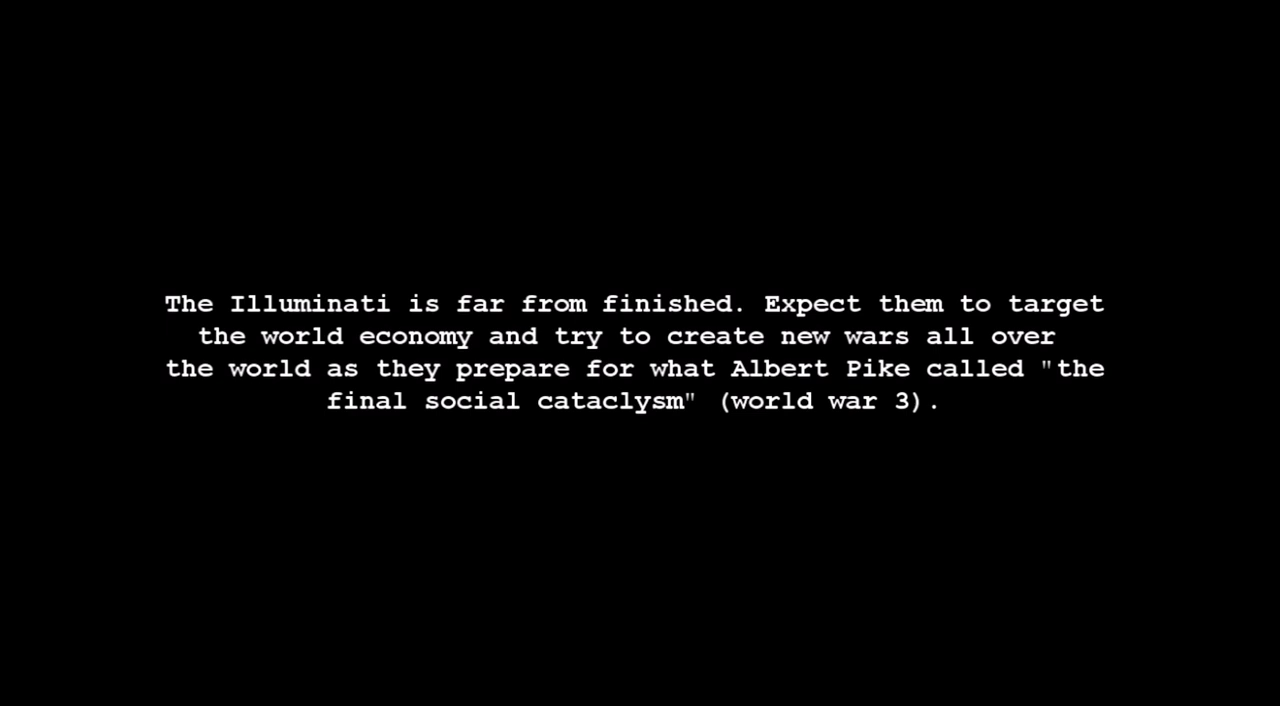 The Illuminati is far from finished. Expect them to target
the world economy and try to create new wars all over
the world as they prepare for what Albert Pike called "the
final social cataclysm" (world war 3).